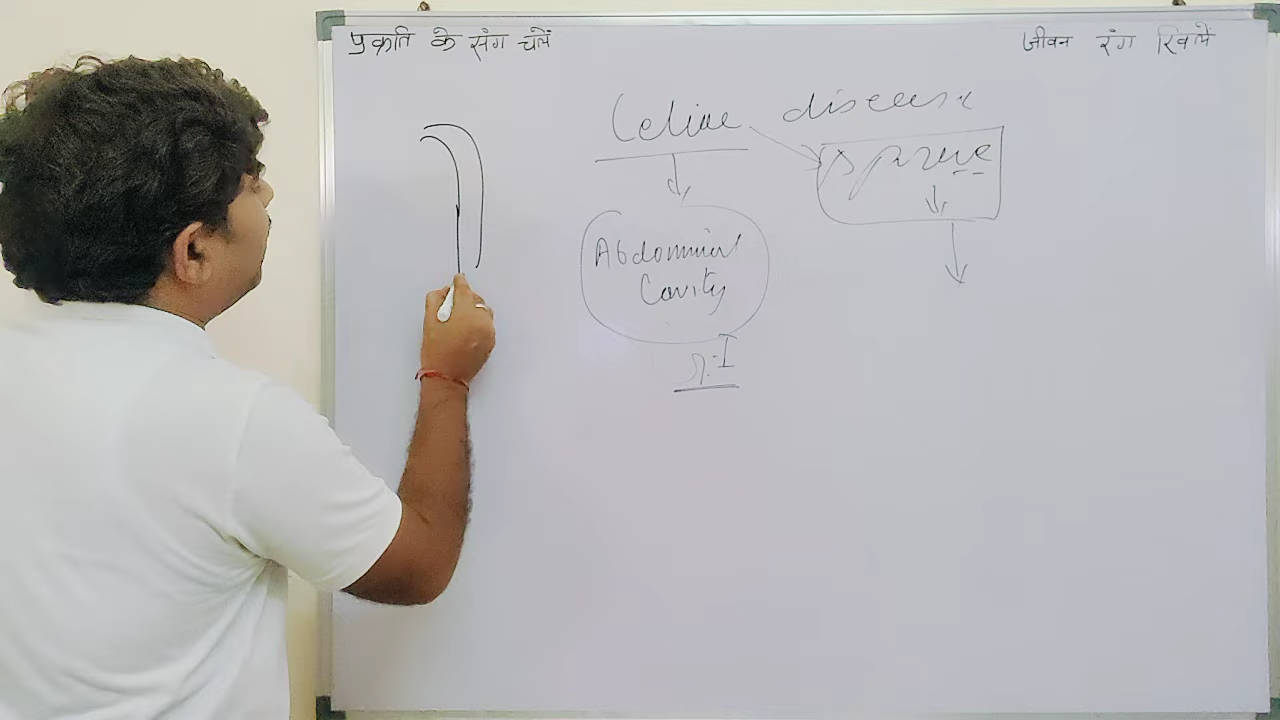 प्रकृति के संग चलें
जीवन रंग खिलें
Celiac disease
Sprue
Abdominal
Cavity